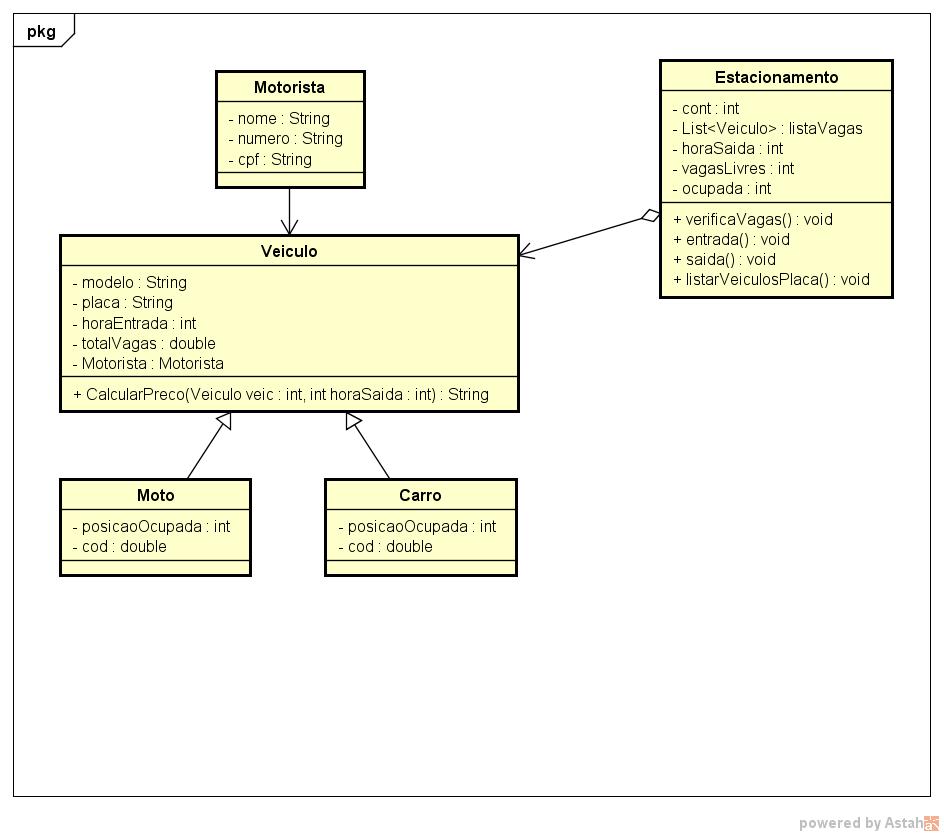 pkg
Motorista
- nome : String
- numero : String
- cpf : String
Estacionamento
- cont : int
- List<Veiculo> : listaVagas
- horaSaida : int
- vagasLivres : int
- ocupada : int
+ verificaVagas() : void
+ entrada() : void
+ saida() : void
+ listarVeiculosPlaca() : void
Veiculo
- modelo : String
- placa : String
- horaEntrada : int
- totalVagas : double
- Motorista : Motorista
+ CalcularPreco(Veiculo veic : int, int horaSaida : int) : String
Moto
- posicaoOcupada : int
- cod : double
Carro
- posicaoOcupada : int
- cod : double
powered by Astah